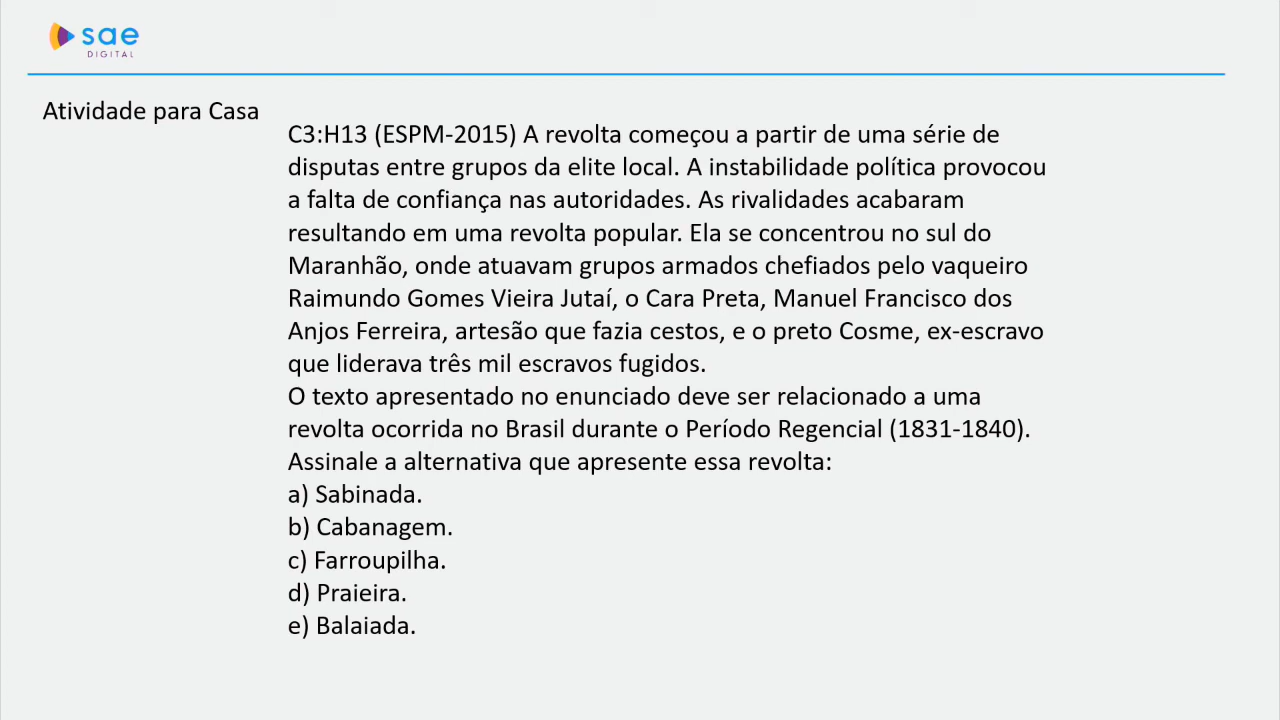 sae
DIGITAL
Atividade para Casa
C3:H13 (ESPM-2015) A revolta começou a partir de uma série de
disputas entre grupos da elite local. A instabilidade política provocou
a falta de confiança nas autoridades. As rivalidades acabaram
resultando em uma revolta popular. Ela se concentrou no sul do
Maranhão, onde atuavam grupos armados chefiados pelo vaqueiro
Raimundo Gomes Vieira Jutaí, o Cara Preta, Manuel Francisco dos
Anjos Ferreira, artesão que fazia cestos, e o preto Cosme, ex-escravo
que liderava três mil escravos fugidos.
O texto apresentado no enunciado deve ser relacionado a uma
revolta ocorrida no Brasil durante o Período Regencial (1831-1840).
Assinale a alternativa que apresente essa revolta:
a) Sabinada.
b) Cabanagem.
c) Farroupilha.
d) Praieira.
e) Balaiada.